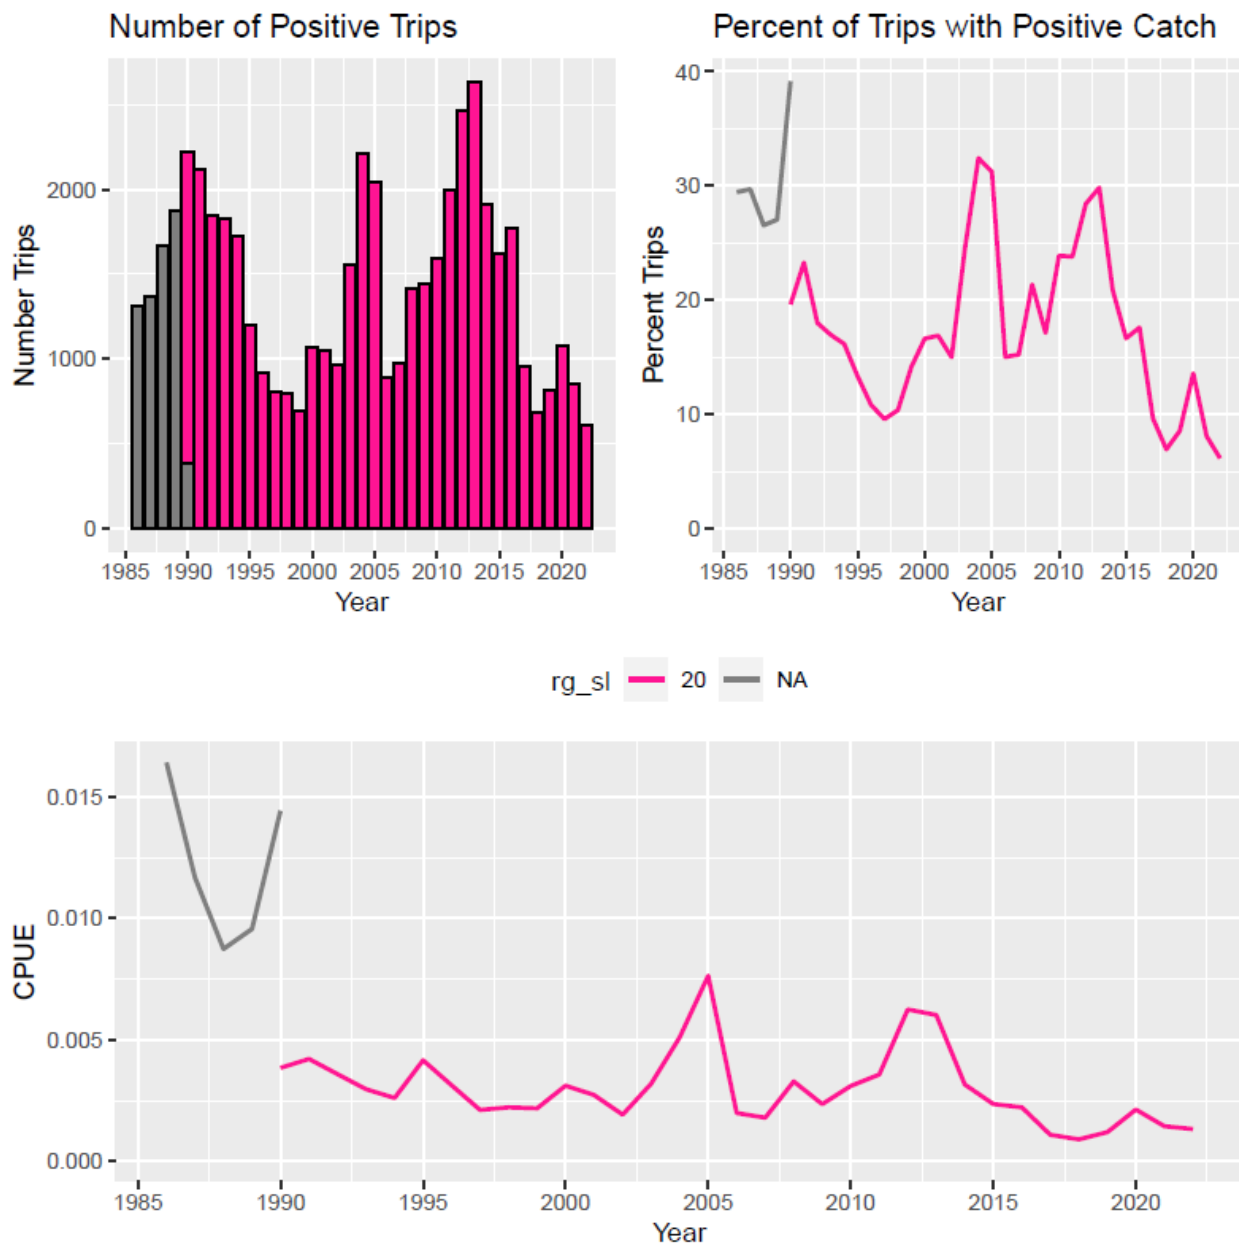 Number of Positive Trips
Number Trips
2000
1000
0
1985 1990 1995 2000 2005 2010 2015 2020
Year
Percent of Trips with Positive Catch
Percent Trips
40
30
20
10
0
1985 1990 1995 2000 2005 2010 2015 2020
Year
rg_sl 20 NA
CPUE
0.015
0.010
0.005
0.000
1985 1990 1995 2000 2005 2010 2015 2020
Year